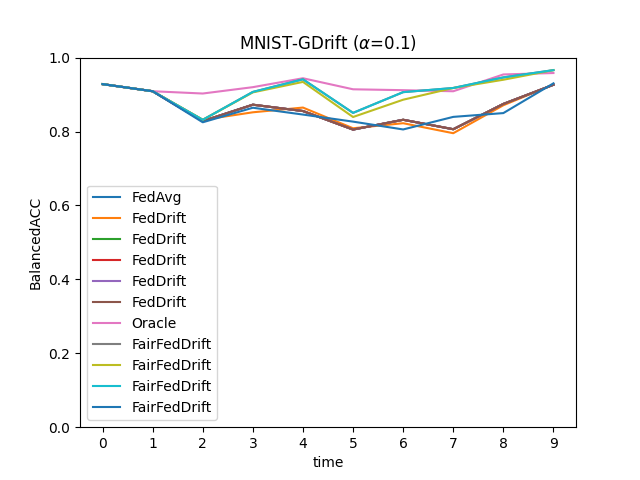 MNIST-GDrift (α=0.1)
BalancedACC
1.0
0.8
0.6
0.4
0.2
0.0
FedAvg
FedDrift
FedDrift
FedDrift
FedDrift
FedDrift
Oracle
FairFedDrift
FairFedDrift
FairFedDrift
FairFedDrift
0 1 2 3 4 5 6 7 8 9
time